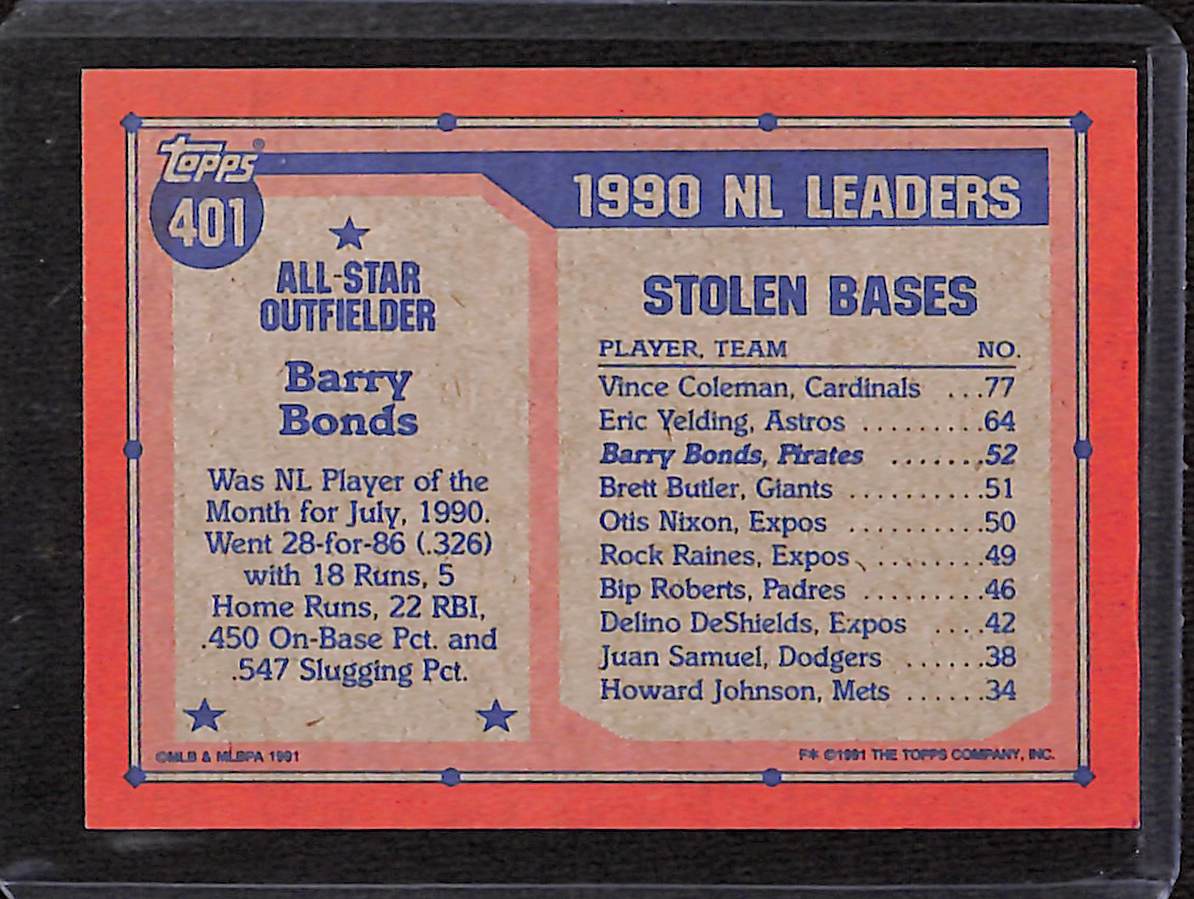 topps®
401
1990 NL LEADERS
ALL-STAR
OUTFIELDER
Barry
Bonds
Was NL Player of the
Month for July, 1990.
Went 28-for-86 (.326)
with 18 Runs, 5
Home Runs, 22 RBI,
.450 On-Base Pct. and
.547 Slugging Pct.
STOLEN BASES
PLAYER, TEAM NO.
Vince Coleman, Cardinals ...77
Eric Yelding, Astros .........64
Barry Bonds, Pirates .......52
Brett Butler, Giants ..........51
Otis Nixon, Expos ..........50
Rock Raines, Expos ........49
Bip Roberts, Padres .........46
Delino DeShields, Expos ....42
Juan Samuel, Dodgers ......38
Howard Johnson, Mets ......34
©MLB & MLBPA 1991
F* ©1991 THE TOPPS COMPANY, INC.